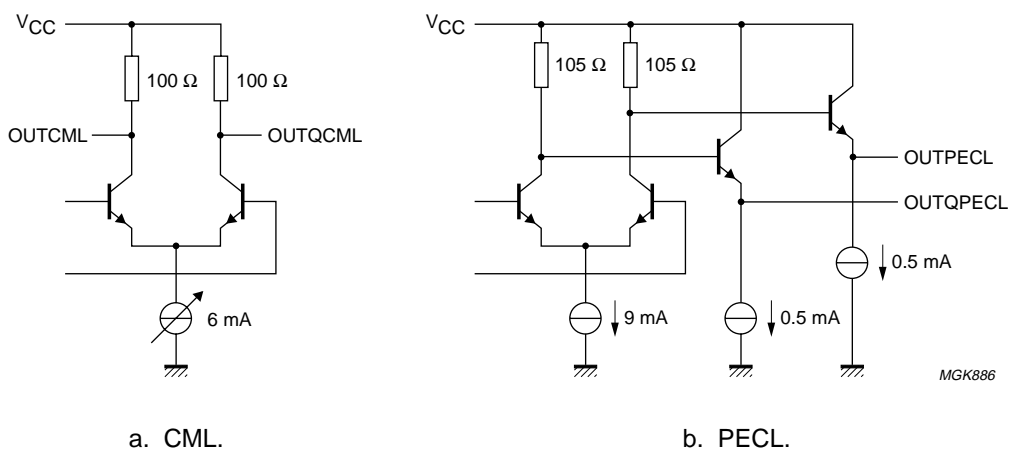 VCC
100 Ω
100 Ω
OUTCML
OUTQCML
6 mA
a. CML.
VCC
105 Ω
105 Ω
OUTPECL
OUTQPECL
0.5 mA
9 mA
0.5 mA
MGK886
b. PECL.